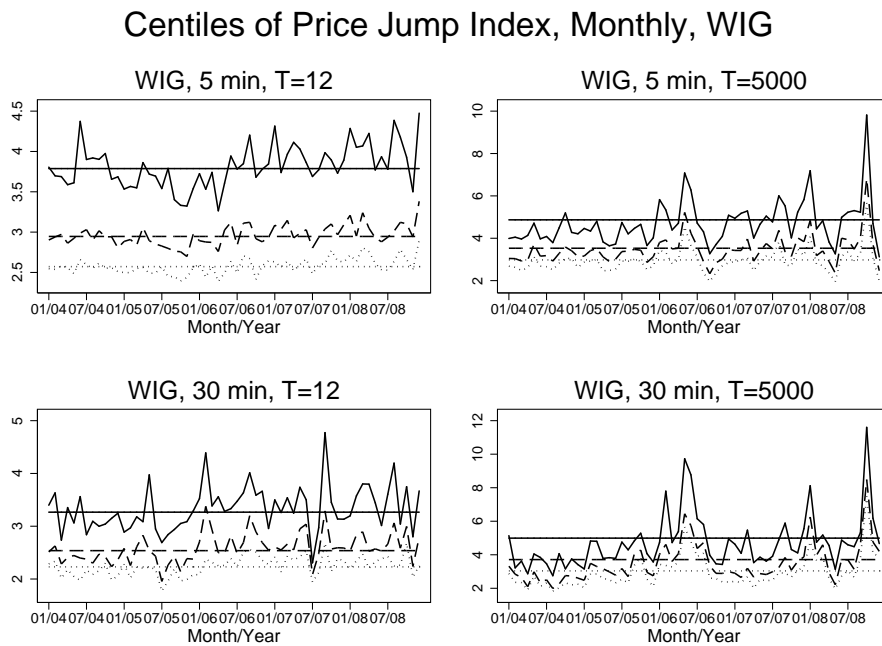 Centiles of Price Jump Index, Monthly, WIG
WIG, 5 min, T=12
4.5
4
3.5
3
2.5
01/04 07/04 01/05 07/05 01/06 07/06 01/07 07/07 01/08 07/08
Month/Year
WIG, 5 min, T=5000
10
8
6
4
2
01/04 07/04 01/05 07/05 01/06 07/06 01/07 07/07 01/08 07/08
Month/Year
WIG, 30 min, T=12
5
4
3
2
01/04 07/04 01/05 07/05 01/06 07/06 01/07 07/07 01/08 07/08
Month/Year
WIG, 30 min, T=5000
12
10
8
6
4
2
01/04 07/04 01/05 07/05 01/06 07/06 01/07 07/07 01/08 07/08
Month/Year